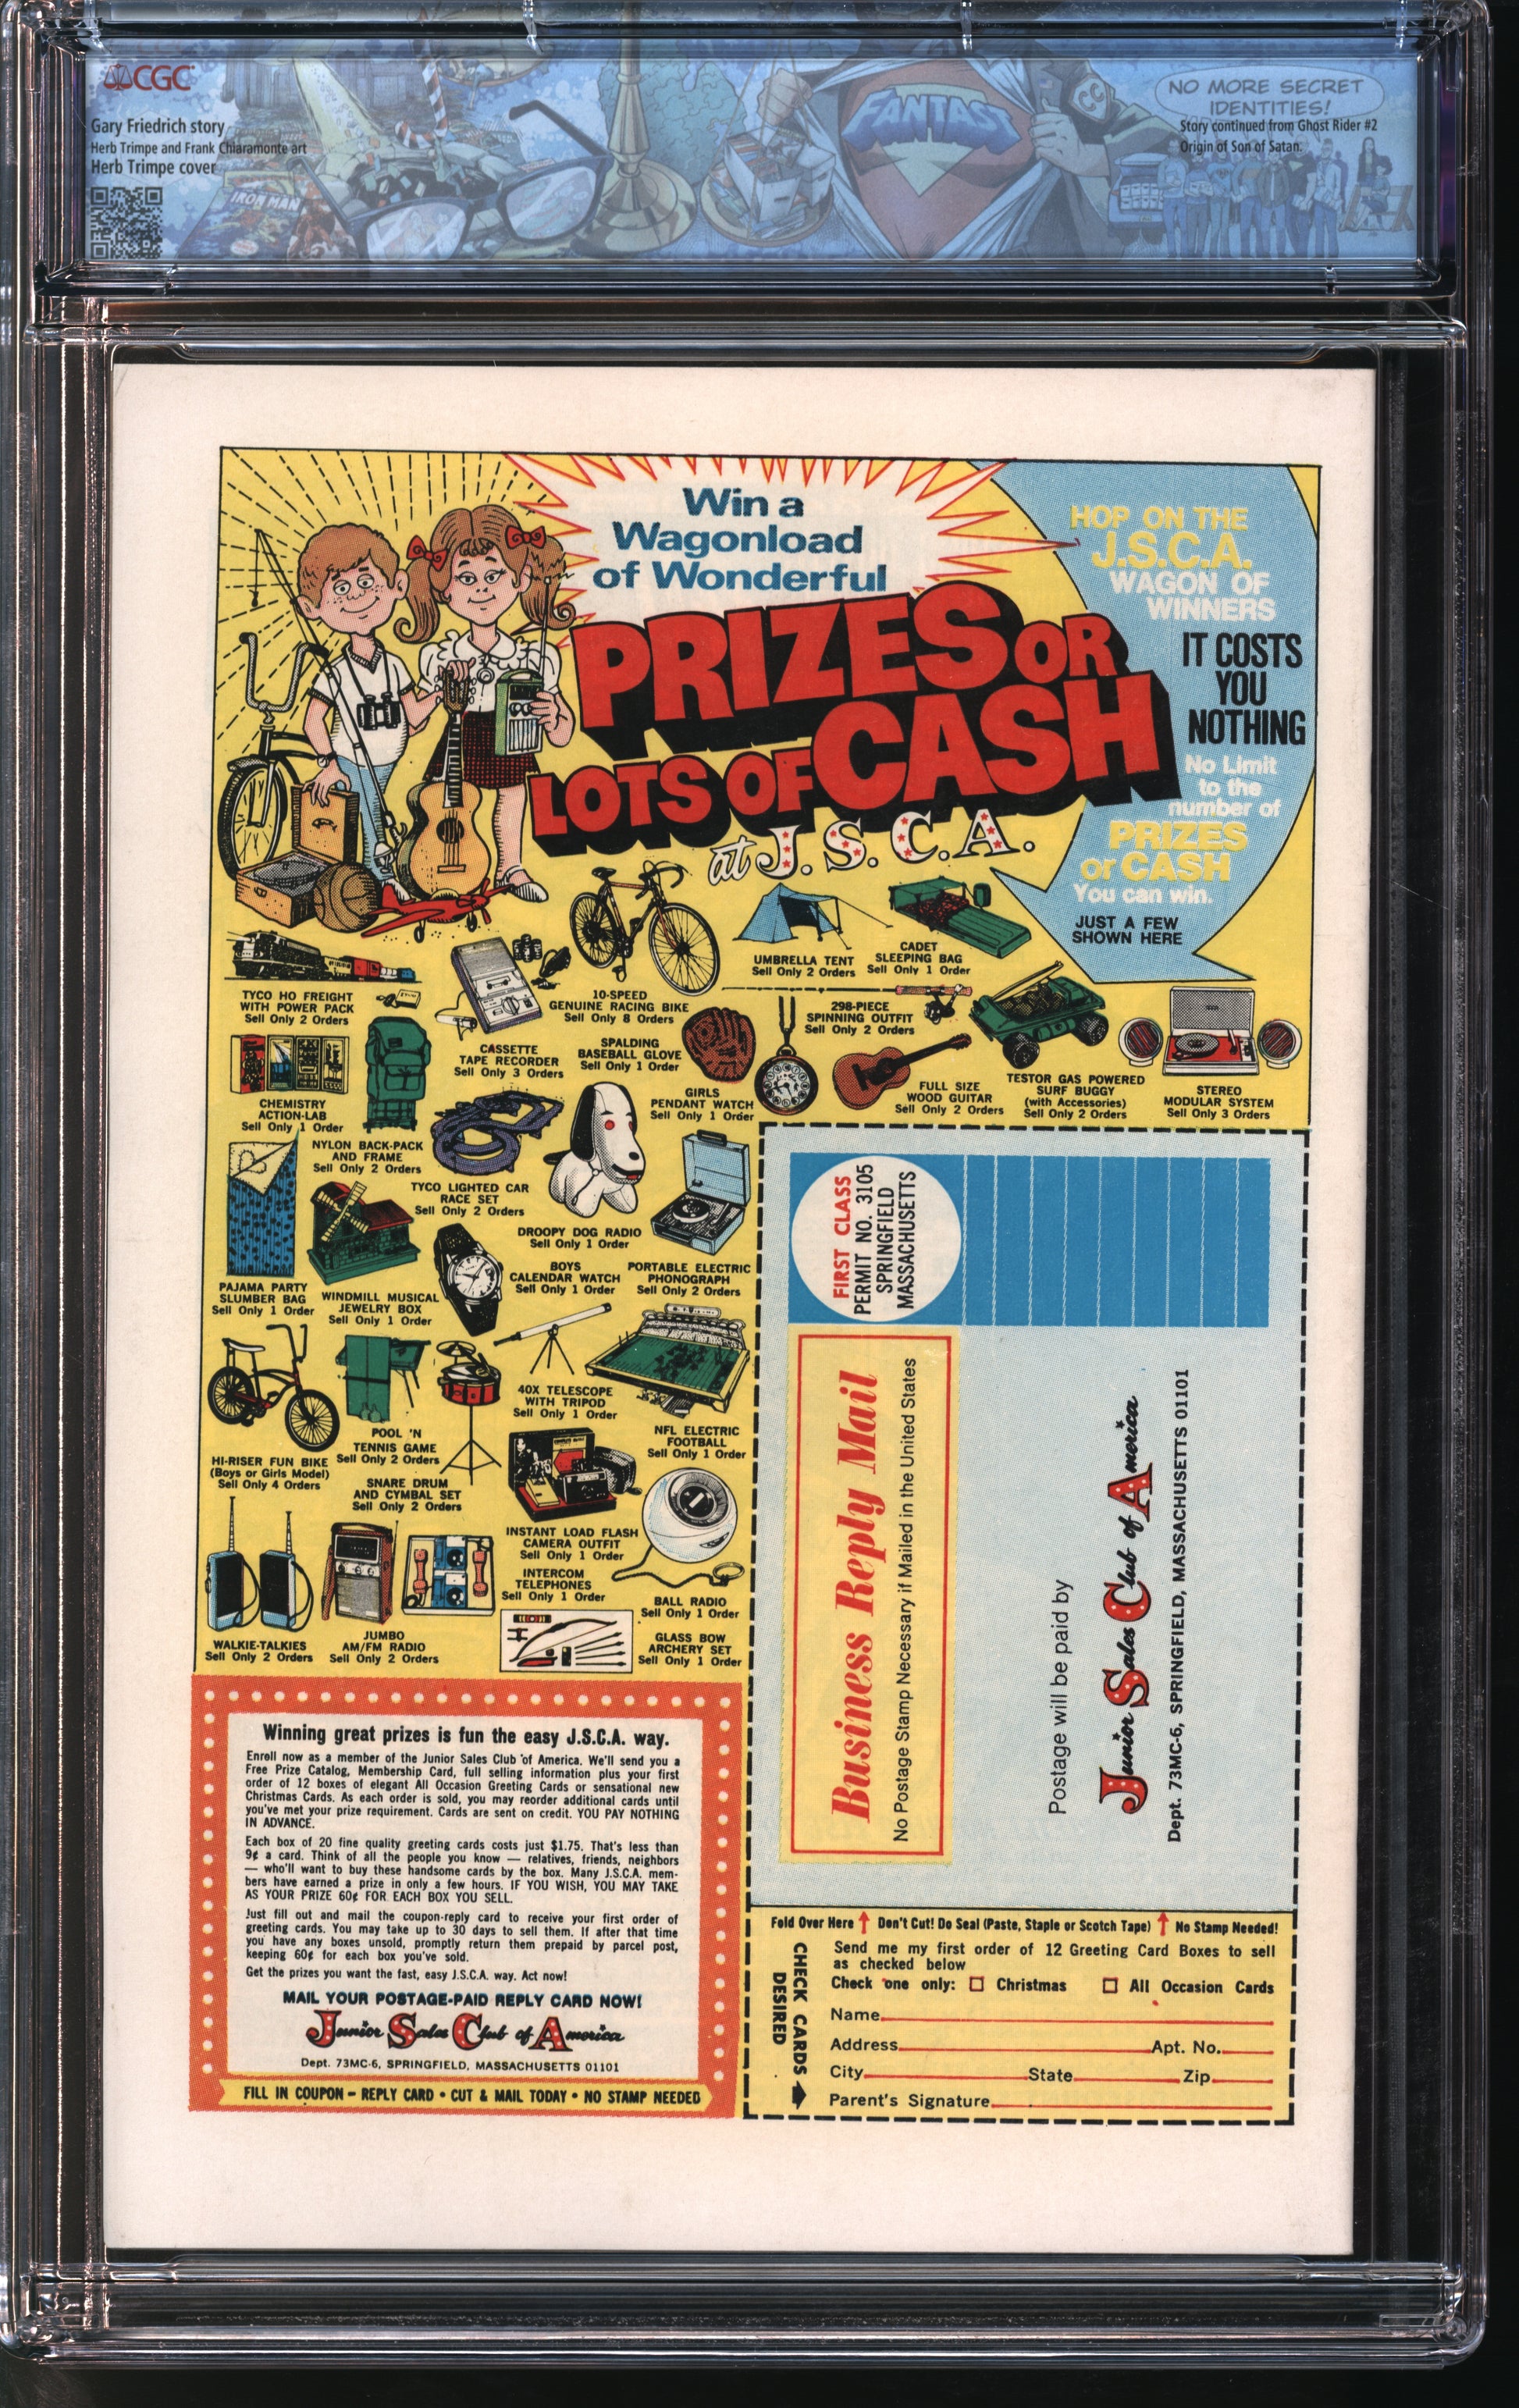 CGC
Gary Friedrich story
Herb Trimpe and Frank Chiaramonte art
Herb Trimpe cover
IRON MAN
FANTAST
CC
NO MORE SECRET
IDENTITIES!
Story continued from Ghost Rider #2
Origin of Son of Satan.
Win a
Wagonload
of Wonderful
PRIZES OR
LOTS OF CASH
at J.S.C.A.
HOP ON THE
J.S.C.A.
WAGON OF
WINNERS
IT COSTS
YOU
NOTHING
No Limit
to the
number of
PRIZES
or CASH
You can win.
JUST A FEW
SHOWN HERE
TYCO HO FREIGHT
WITH POWER PACK
Sell Only 2 Orders
CASSETTE
TAPE RECORDER
Sell Only 3 Orders
10-SPEED
GENUINE RACING BIKE
Sell Only 8 Orders
UMBRELLA TENT
Sell Only 2 Orders
CADET
SLEEPING BAG
Sell Only 1 Order
SPALDING
BASEBALL GLOVE
Sell Only 1 Order
298-PIECE
SPINNING OUTFIT
Sell Only 2 Orders
CHEMISTRY
ACTION-LAB
Sell Only 1 Order
GIRLS
PENDANT WATCH
Sell Only 1 Order
FULL SIZE
WOOD GUITAR
Sell Only 2 Orders
TESTOR GAS POWERED
SURF BUGGY
(with Accessories)
Sell Only 2 Orders
STEREO
MODULAR SYSTEM
Sell Only 3 Orders
NYLON BACK-PACK
AND FRAME
Sell Only 2 Orders
TYCO LIGHTED CAR
RACE SET
Sell Only 2 Orders
DROOPY DOG RADIO
Sell Only 1 Order
PAJAMA PARTY
SLUMBER BAG
Sell Only 1 Order
WINDMILL MUSICAL
JEWELRY BOX
Sell Only 1 Order
BOYS
CALENDAR WATCH
Sell Only 1 Order
PORTABLE ELECTRIC
PHONOGRAPH
Sell Only 2 Orders
40X TELESCOPE
WITH TRIPOD
Sell Only 1 Order
NFL ELECTRIC
FOOTBALL
Sell Only 1 Order
HI-RISER FUN BIKE
(Boys or Girls Model)
Sell Only 4 Orders
POOL 'N
TENNIS GAME
Sell Only 2 Orders
SNARE DRUM
AND CYMBAL SET
Sell Only 2 Orders
INSTANT LOAD FLASH
CAMERA OUTFIT
Sell Only 1 Order
INTERCOM
TELEPHONES
Sell Only 1 Order
BALL RADIO
Sell Only 1 Order
WALKIE-TALKIES
Sell Only 2 Orders
JUMBO
AM/FM RADIO
Sell Only 2 Orders
GLASS BOW
ARCHERY SET
Sell Only 1 Order
FIRST CLASS
PERMIT NO. 3105
SPRINGFIELD
MASSACHUSETTS
Business Reply Mail
No Postage Stamp Necessary if Mailed in the United States
Postage will be paid by
Junior Sales Club of America
Dept. 73MC-6, SPRINGFIELD, MASSACHUSETTS 01101
Winning great prizes is fun the easy J.S.C.A. way.
Enroll now as a member of the Junior Sales Club of America. We'll send you a
Free Prize Catalog, Membership Card, full selling information plus your first
order of 12 boxes of elegant All Occasion Greeting Cards or sensational new
Christmas Cards. As each order is sold, you may reorder additional cards until
you've met your prize requirement. Cards are sent on credit. YOU PAY NOTHING
IN ADVANCE.
Each box of 20 fine quality greeting cards costs just $1.75. That's less than
9¢ a card. Think of all the people you know — relatives, friends, neighbors
— who'll want to buy these handsome cards by the box. Many J.S.C.A. mem-
bers have earned a prize in only a few hours. IF YOU WISH, YOU MAY TAKE
AS YOUR PRIZE 60¢ FOR EACH BOX YOU SELL.
Just fill out and mail the coupon-reply card to receive your first order of
greeting cards. You may take up to 30 days to sell them. If after that time
you have any boxes unsold, promptly return them prepaid by parcel post,
keeping 60¢ for each box you've sold.
Get the prizes you want the fast, easy J.S.C.A. way. Act now!
MAIL YOUR POSTAGE-PAID REPLY CARD NOW!
Junior Sales Club of America
Dept. 73MC-6, SPRINGFIELD, MASSACHUSETTS 01101
FILL IN COUPON – REPLY CARD • CUT & MAIL TODAY • NO STAMP NEEDED
Fold Over Here Don't Cut! Do Seal (Paste, Staple or Scotch Tape) No Stamp Needed!
CHECK CARDS
DESIRED
Send me my first order of 12 Greeting Card Boxes to sell
as checked below
Check one only: Christmas All Occasion Cards
Name
Address Apt. No.
City State Zip
Parent's Signature